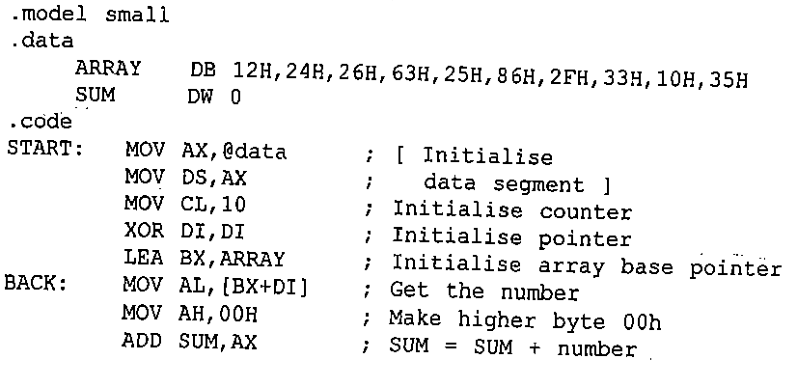 .model small
.data
ARRAY DB 12H,24H,26H,63H,25H,86H,2FH,33H,10H,35H
SUM DW 0
.code
START: MOV AX,@data ; [ Initialise
MOV DS,AX ; data segment ]
MOV CL,10 ; Initialise counter
XOR DI,DI ; Initialise pointer
LEA BX,ARRAY ; Initialise array base pointer
BACK: MOV AL,[BX+DI] ; Get the number
MOV AH,00H ; Make higher byte 00h
ADD SUM,AX ; SUM = SUM + number